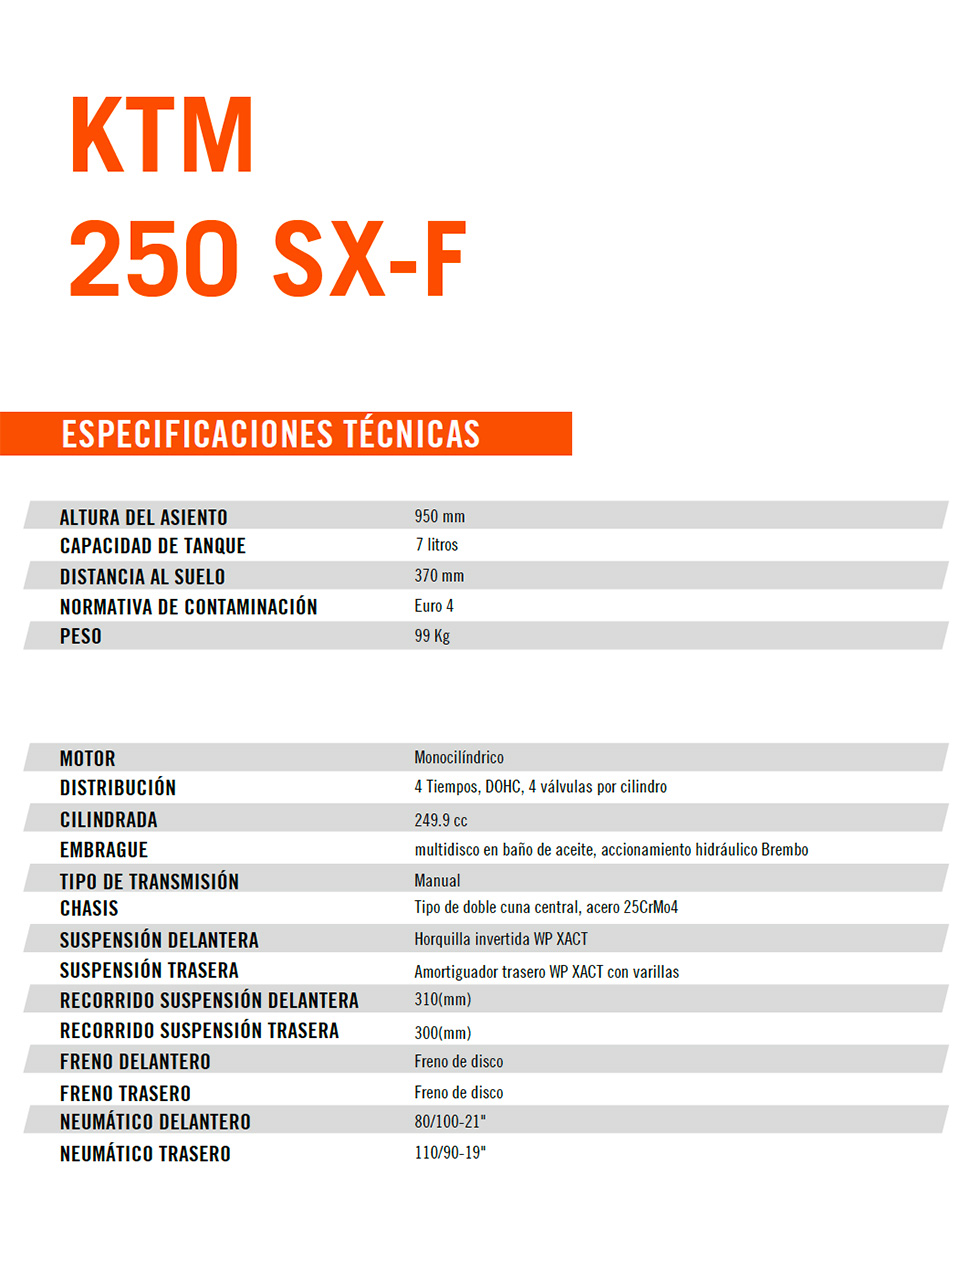 KTM
250 SX-F
ESPECIFICACIONES TÉCNICAS
ALTURA DEL ASIENTO 950 mm
CAPACIDAD DE TANQUE 7 litros
DISTANCIA AL SUELO 370 mm
NORMATIVA DE CONTAMINACIÓN Euro 4
PESO 99 Kg
MOTOR Monocilíndrico
DISTRIBUCIÓN 4 Tiempos, DOHC, 4 válvulas por cilindro
CILINDRADA 249.9 cc
EMBRAGUE multidisco en baño de aceite, accionamiento hidráulico Brembo
TIPO DE TRANSMISIÓN Manual
CHASIS Tipo de doble cuna central, acero 25CrMo4
SUSPENSIÓN DELANTERA Horquilla invertida WP XACT
SUSPENSIÓN TRASERA Amortiguador trasero WP XACT con varillas
RECORRIDO SUSPENSIÓN DELANTERA 310(mm)
RECORRIDO SUSPENSIÓN TRASERA 300(mm)
FRENO DELANTERO Freno de disco
FRENO TRASERO Freno de disco
NEUMÁTICO DELANTERO 80/100-21"
NEUMÁTICO TRASERO 110/90-19"